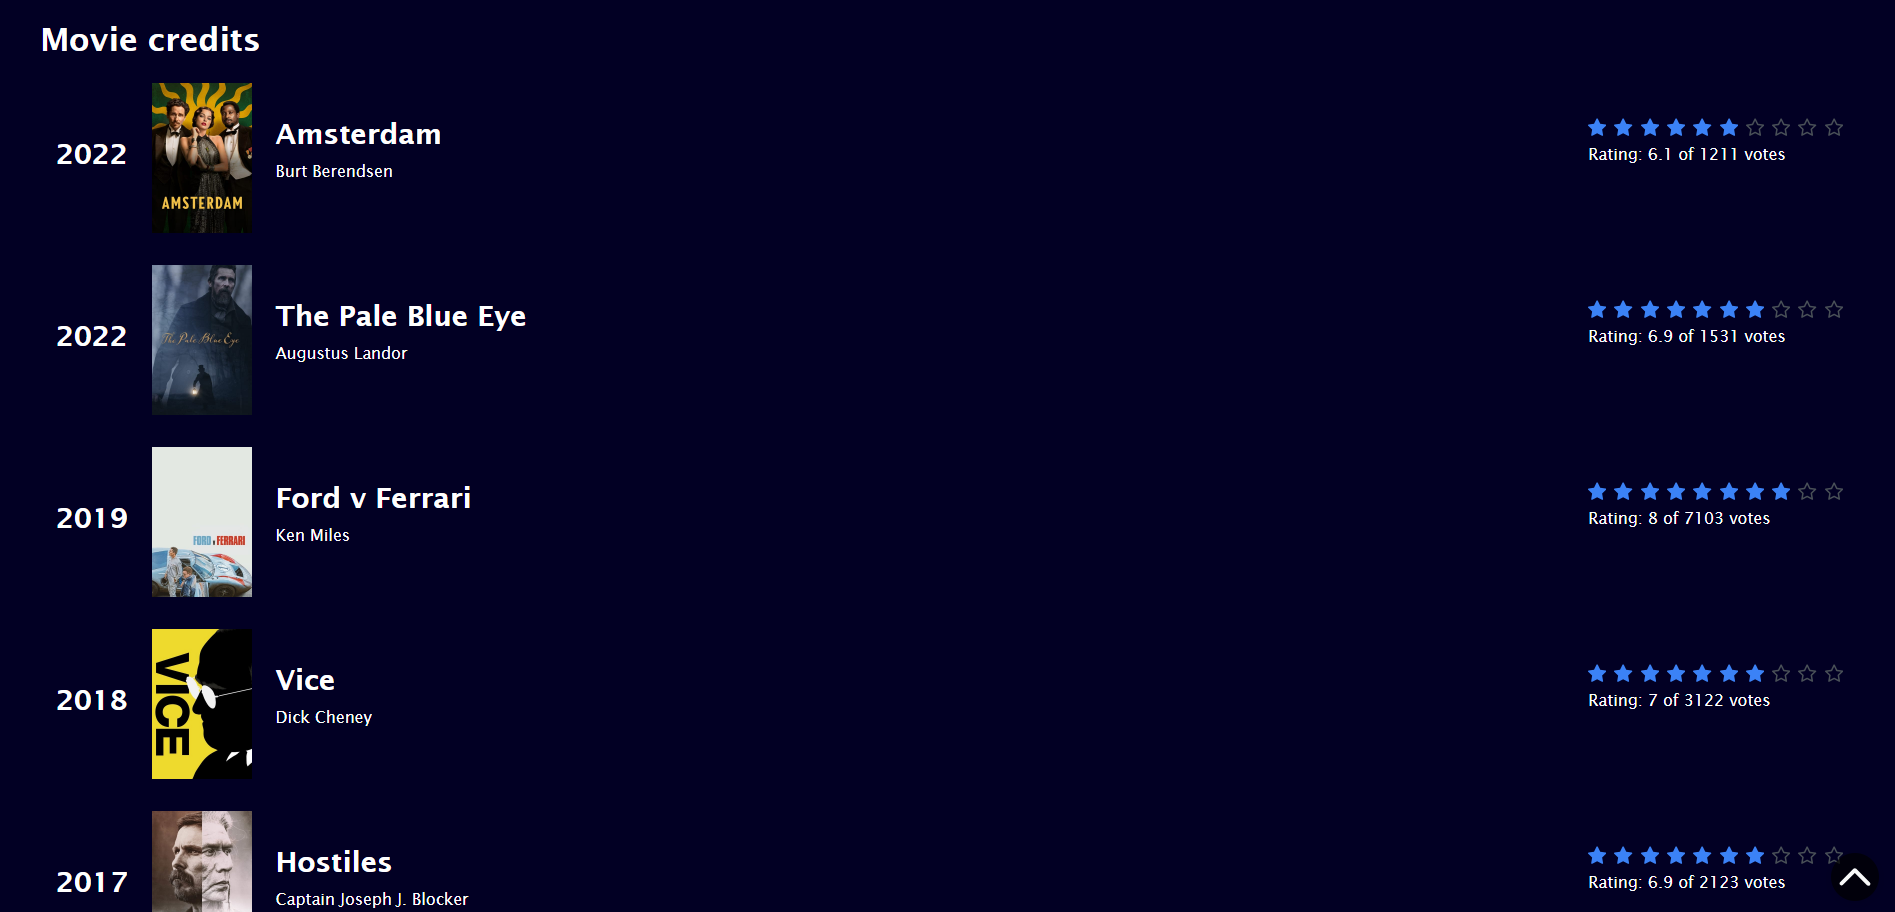 Movie credits
2022
AMSTERDAM
Amsterdam
Burt Berendsen
Rating: 6.1 of 1211 votes
2022
The Pale Blue Eye
The Pale Blue Eye
Augustus Landor
Rating: 6.9 of 1531 votes
2019
FORD v FERRARI
Ford v Ferrari
Ken Miles
Rating: 8 of 7103 votes
2018
VICE
Vice
Dick Cheney
Rating: 7 of 3122 votes
2017
Hostiles
Captain Joseph J. Blocker
Rating: 6.9 of 2123 votes